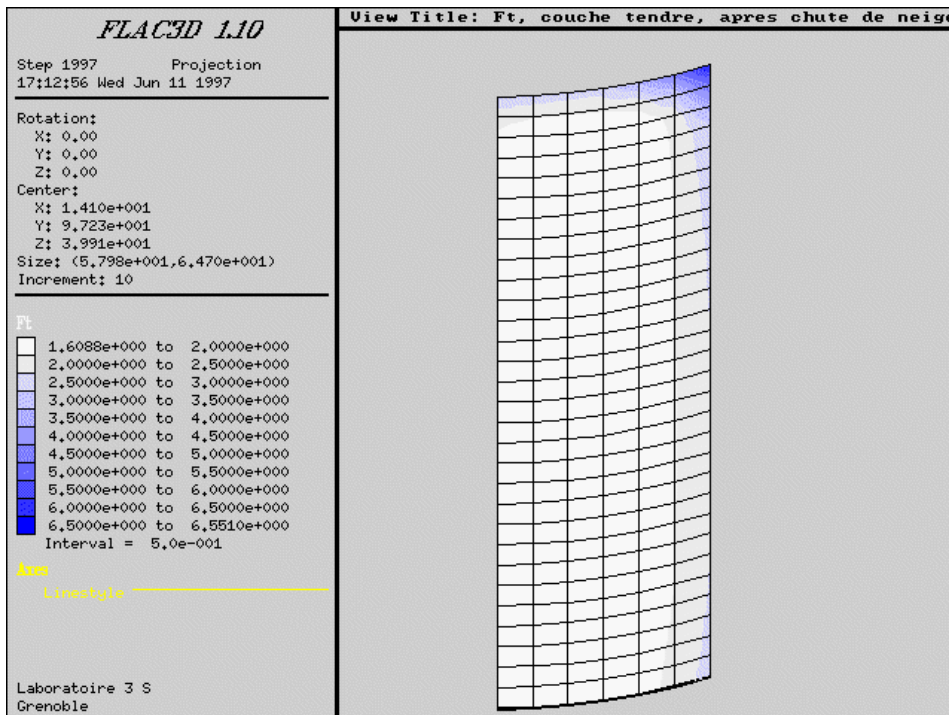 FLAC3D 1.10
Step 1997 Projection
17:12:56 Wed Jun 11 1997
Rotation:
X: 0.00
Y: 0.00
Z: 0.00
Center:
X: 1.410e+001
Y: 9.723e+001
Z: 3.991e+001
Size: (5.798e+001,6.470e+001)
Increment: 10
Ft
1.6088e+000 to 2.0000e+000
2.0000e+000 to 2.5000e+000
2.5000e+000 to 3.0000e+000
3.0000e+000 to 3.5000e+000
3.5000e+000 to 4.0000e+000
4.0000e+000 to 4.5000e+000
4.5000e+000 to 5.0000e+000
5.0000e+000 to 5.5000e+000
5.5000e+000 to 6.0000e+000
6.0000e+000 to 6.5000e+000
6.5000e+000 to 6.5510e+000
Interval = 5.0e-001
Axes
Linestyle
Laboratoire 3 S
Grenoble
View Title: Ft, couche tendre, apres chute de neige